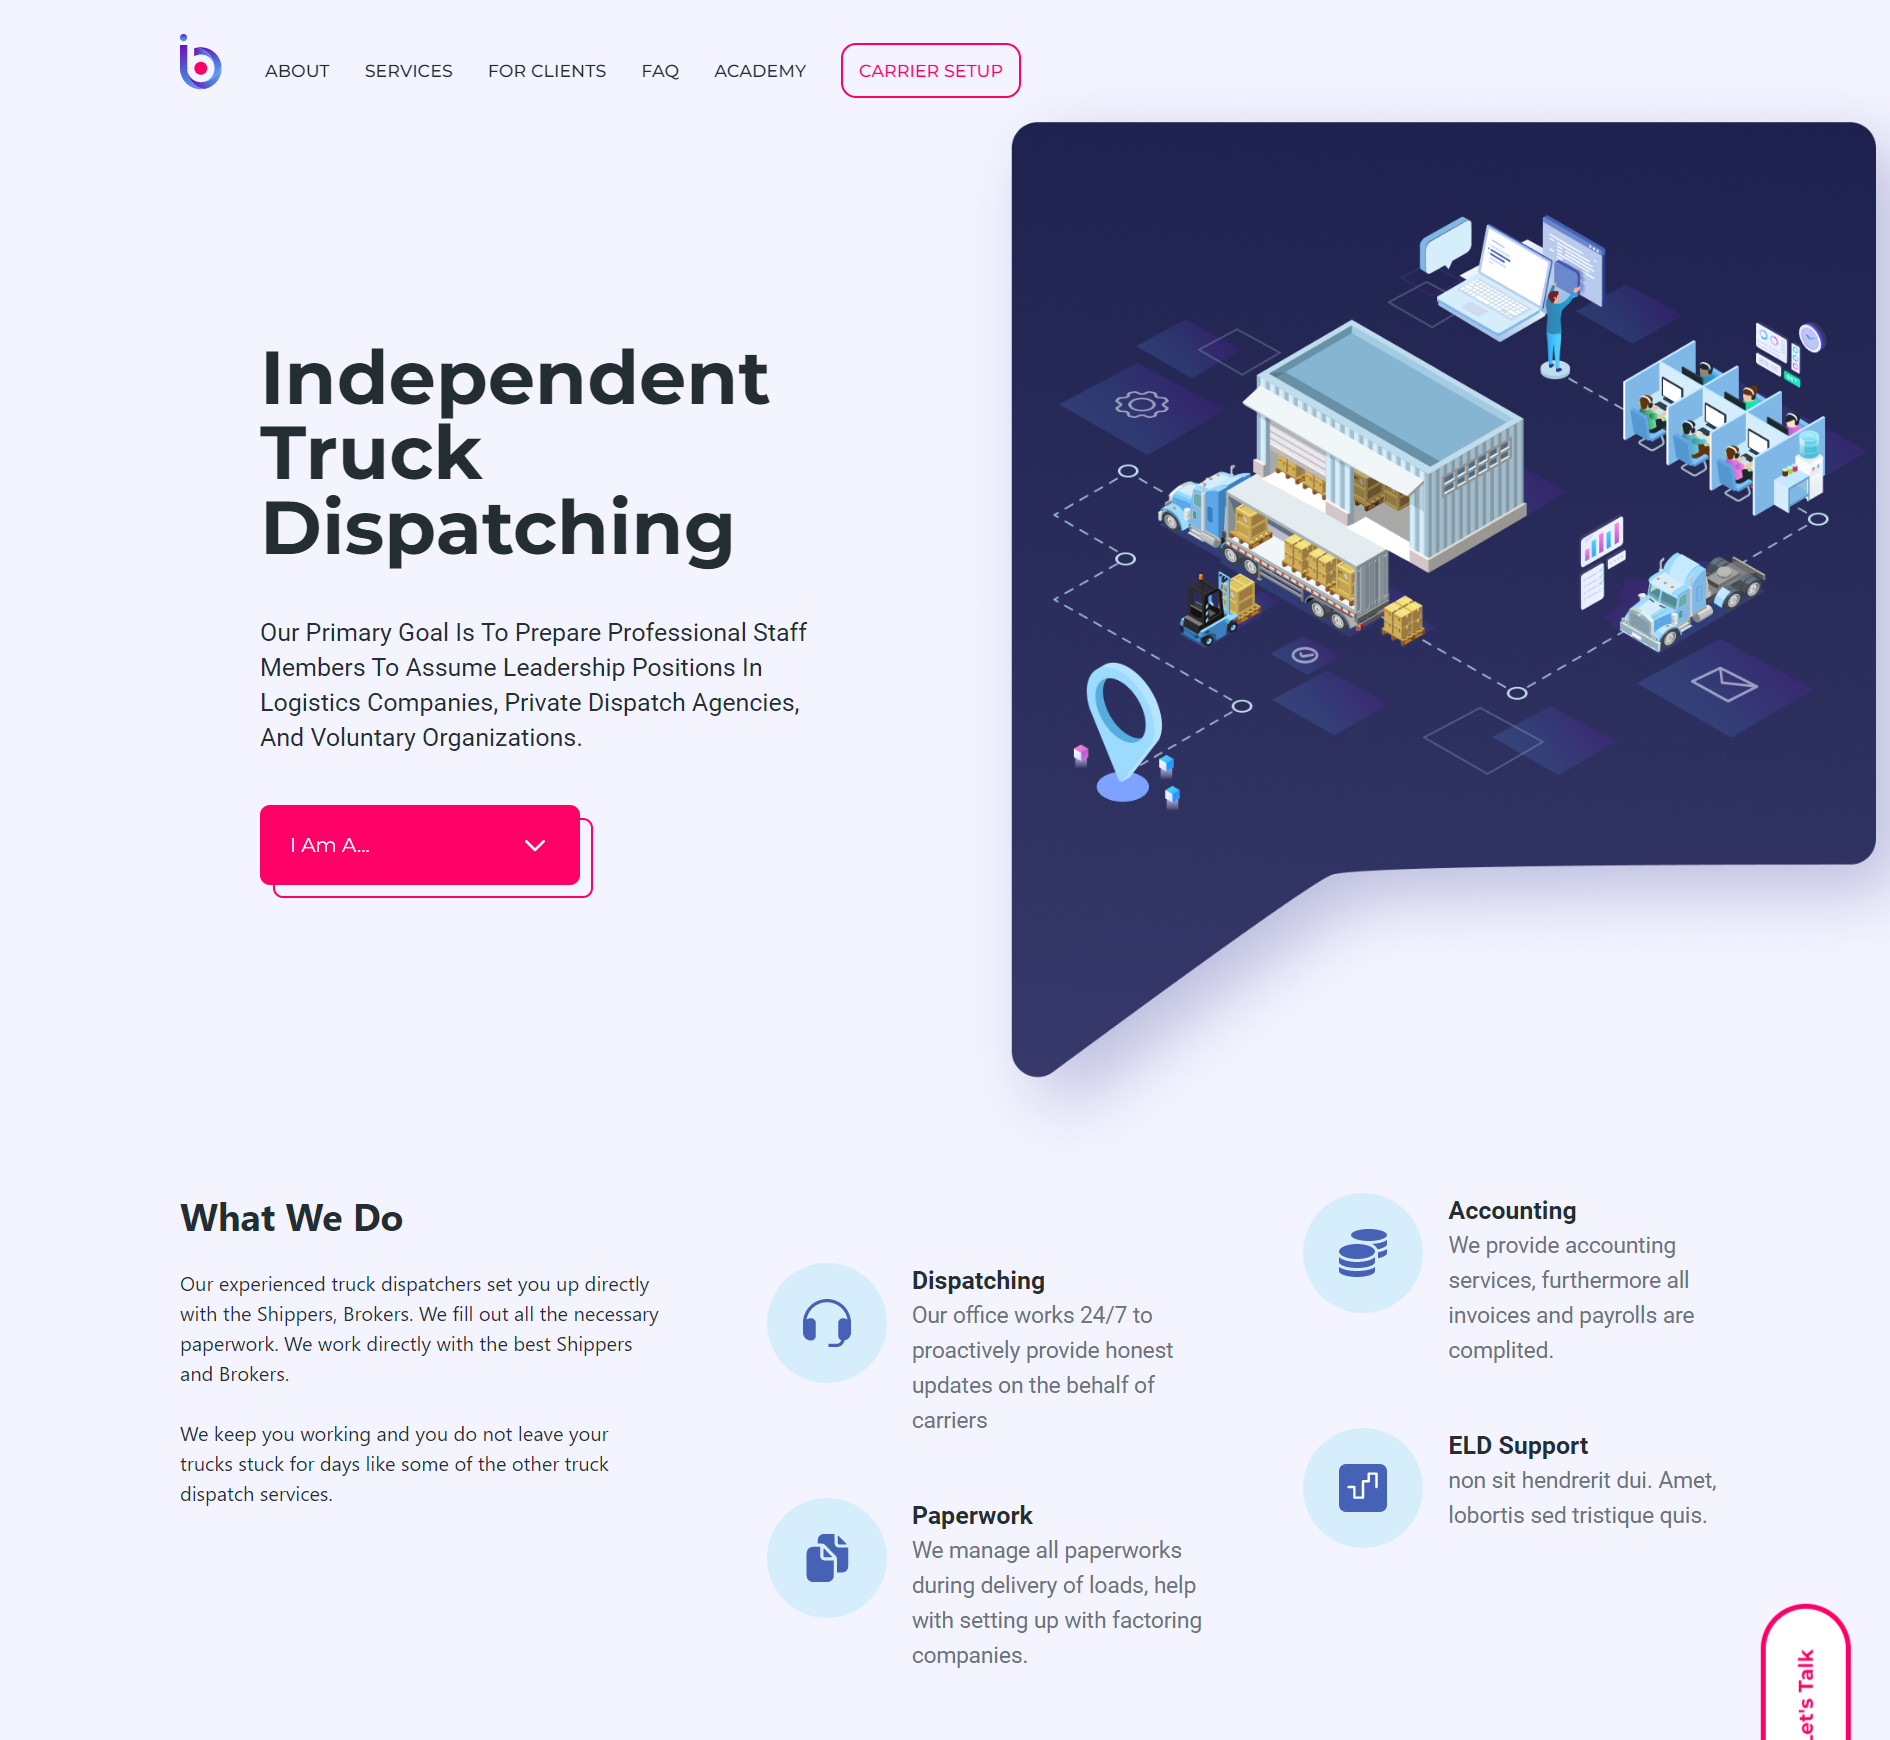 ABOUT SERVICES FOR CLIENTS FAQ ACADEMY CARRIER SETUP
Independent
Truck
Dispatching
Our Primary Goal Is To Prepare Professional Staff
Members To Assume Leadership Positions In
Logistics Companies, Private Dispatch Agencies,
And Voluntary Organizations.
I Am A...
What We Do
Our experienced truck dispatchers set you up directly
with the Shippers, Brokers. We fill out all the necessary
paperwork. We work directly with the best Shippers
and Brokers.
We keep you working and you do not leave your
trucks stuck for days like some of the other truck
dispatch services.
Dispatching
Our office works 24/7 to
proactively provide honest
updates on the behalf of
carriers
Paperwork
We manage all paperworks
during delivery of loads, help
with setting up with factoring
companies.
Accounting
We provide accounting
services, furthermore all
invoices and payrolls are
complited.
ELD Support
non sit hendrerit dui. Amet,
lobortis sed tristique quis.
Let's Talk